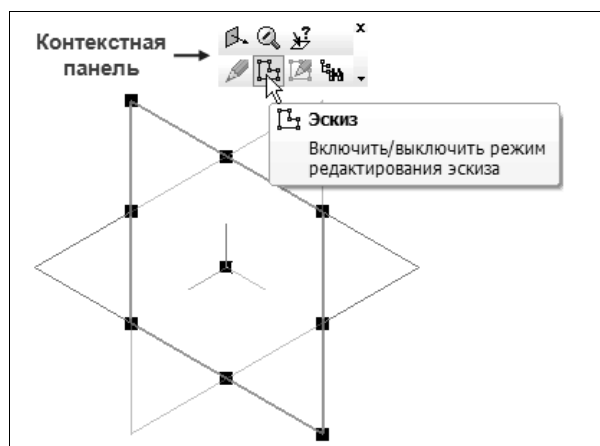 Контекстная
панель
x
Эскиз
Включить/выключить режим
редактирования эскиза